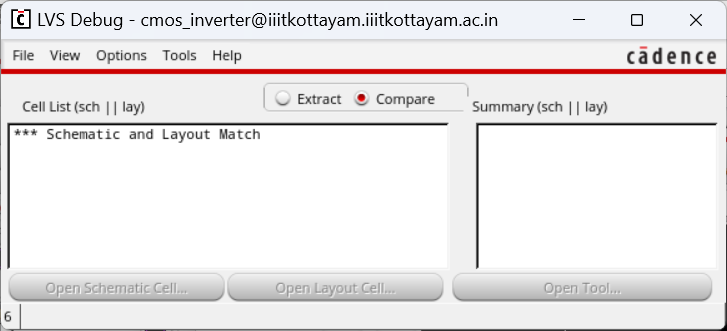 LVS Debug - cmos_inverter@iiitkottayam.iiitkottayam.ac.in
File View Options Tools Help cādence
Extract Compare
Cell List (sch || lay) Summary (sch || lay)
*** Schematic and Layout Match
Open Schematic Cell... Open Layout Cell... Open Tool...
6